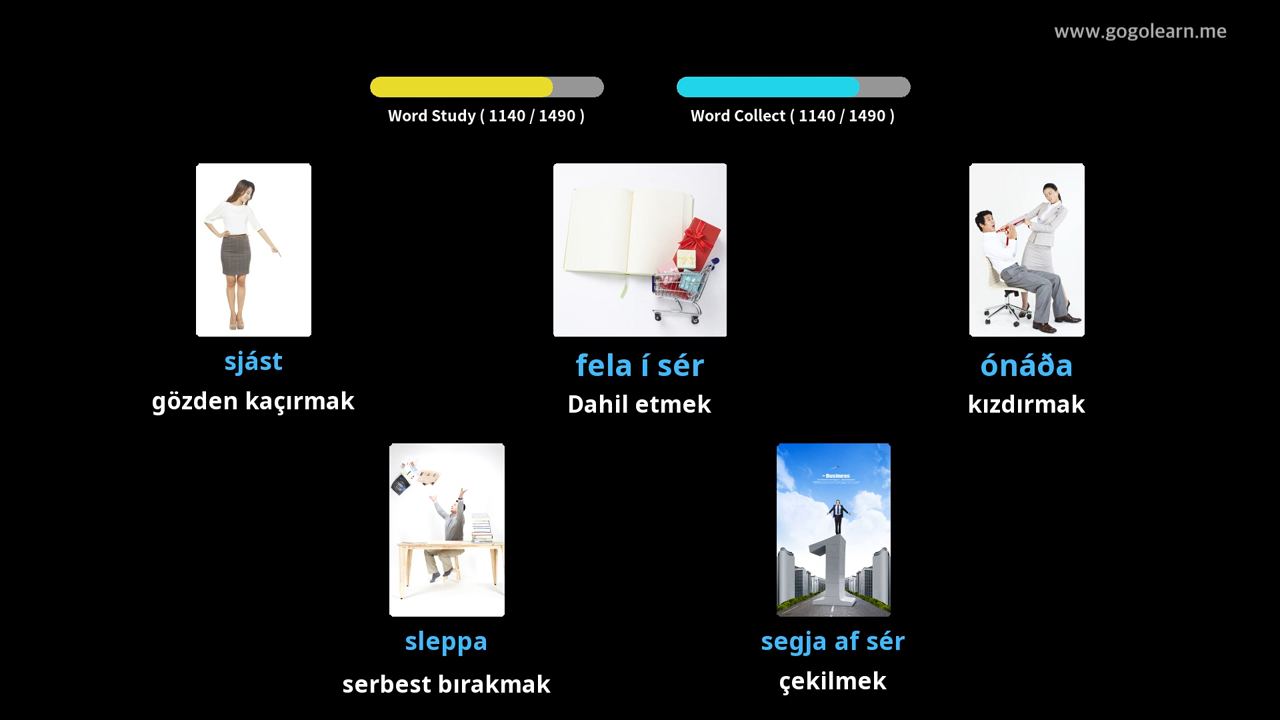 www.gogolearn.me
Word Study ( 1140 / 1490 )
Word Collect ( 1140 / 1490 )
sjást
gözden kaçırmak
fela í sér
Dahil etmek
ónáða
kızdırmak
Business
sleppa
serbest bırakmak
segja af sér
çekilmek